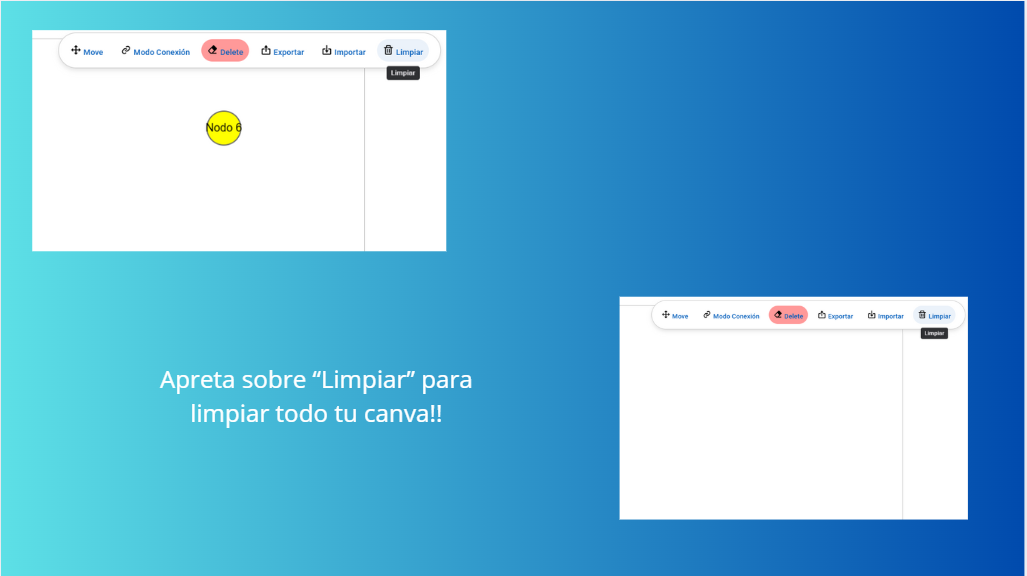 Move Modo Conexión Delete Exportar Importar Limpiar
Limpiar
Nodo 6
Move Modo Conexión Delete Exportar Importar Limpiar
Limpiar
Apreta sobre “Limpiar” para
limpiar todo tu canva!!